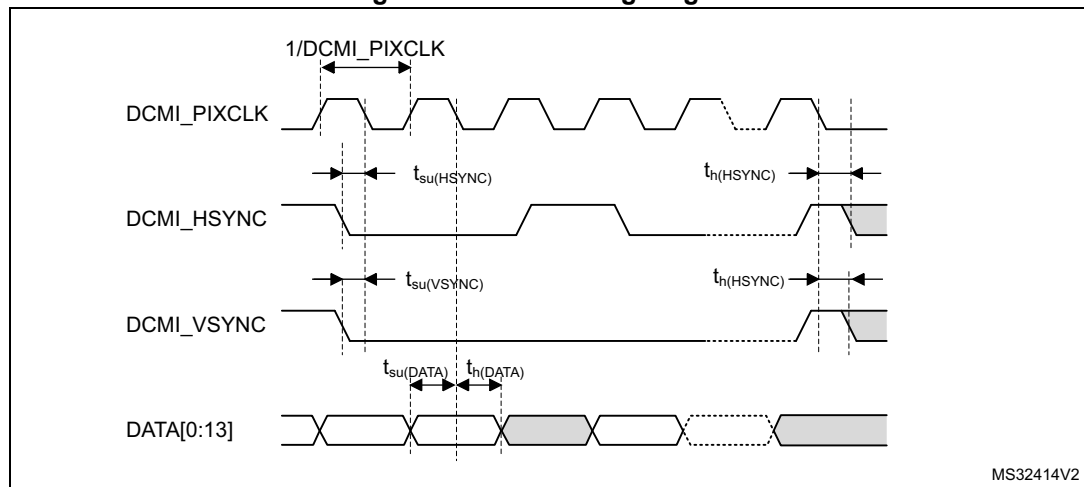 1/DCMI_PIXCLK
DCMI_PIXCLK
tsu(HSYNC) th(HSYNC)
DCMI_HSYNC
tsu(VSYNC) th(HSYNC)
DCMI_VSYNC
tsu(DATA) th(DATA)
DATA[0:13]
MS32414V2